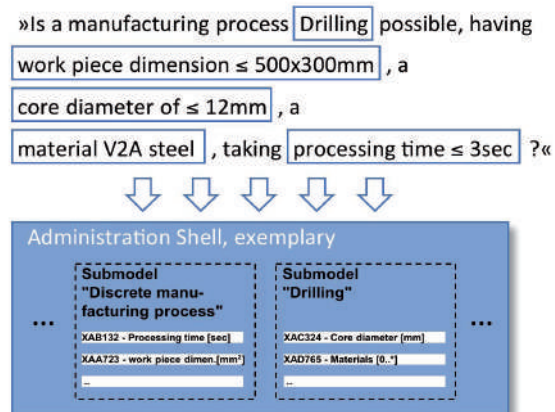 »Is a manufacturing process Drilling possible, having
work piece dimension ≤ 500x300mm , a
core diameter of ≤ 12mm , a
material V2A steel , taking processing time ≤ 3sec ?«
Administration Shell, exemplary
...
Submodel
"Discrete manu-
facturing process"
XAB132 - Processing time [sec]
XAA723 - work piece dimen.[mm²]
..
Submodel
"Drilling"
XAC324 - Core diameter [mm]
XAD765 - Materials [0..*]
..
...